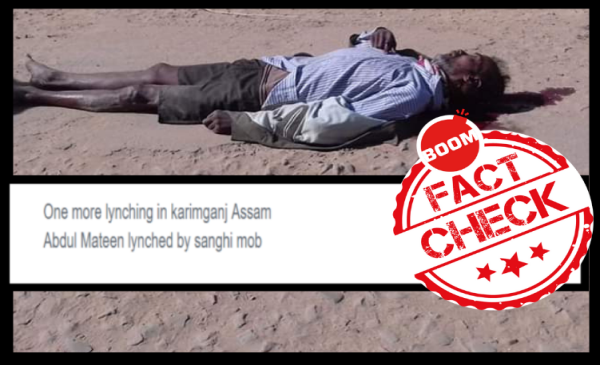 One more lynching in karimganj Assam
Abdul Mateen lynched by sanghi mob
BOOM
FACT
CHECK